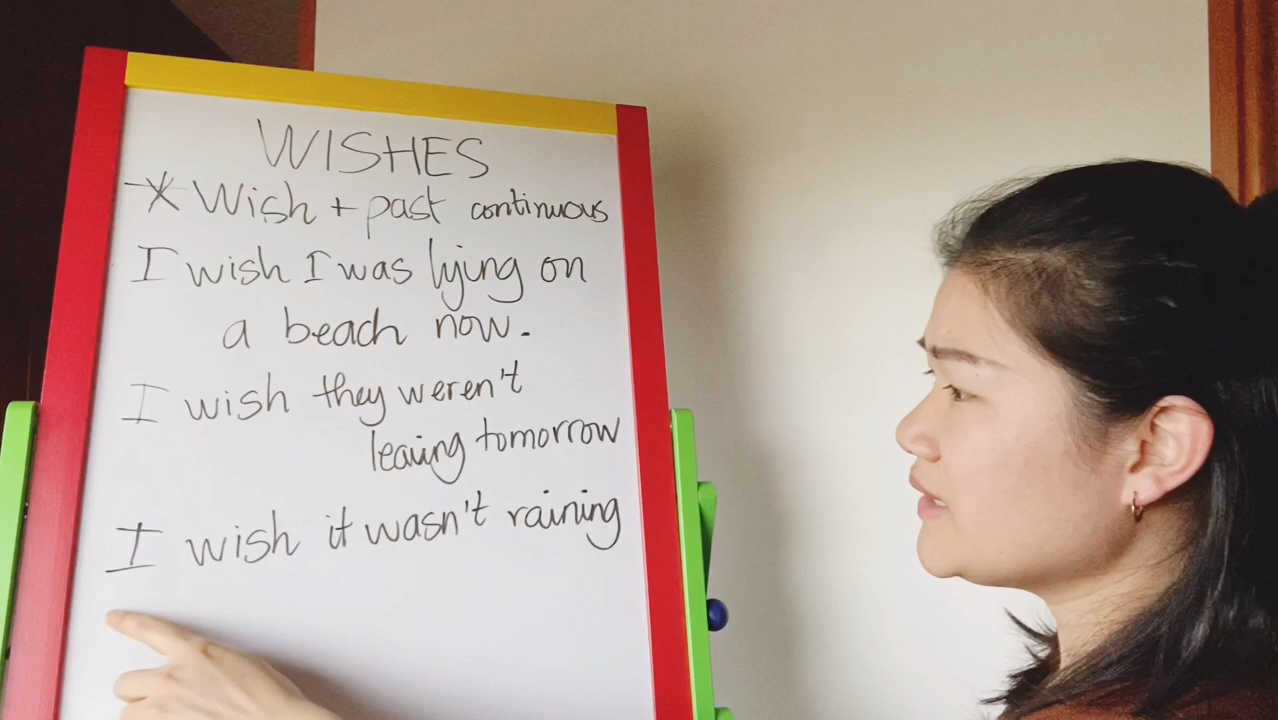 WISHES
* Wish + past continuous
I wish I was lying on
a beach now.
I wish they weren't
leaving tomorrow
I wish it wasn't raining